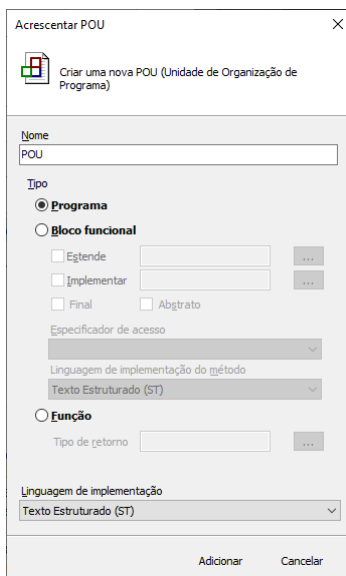 Acrescentar POU
Criar uma nova POU (Unidade de Organização de
Programa)
Nome
POU
Tipo
Programa
Bloco funcional
Estende
...
Implementar
...
Final
Abstrato
Especificador de acesso
Linguagem de implementação do método
Texto Estruturado (ST)
Função
Tipo de retorno
...
Linguagem de implementação
Texto Estruturado (ST)
Adicionar
Cancelar